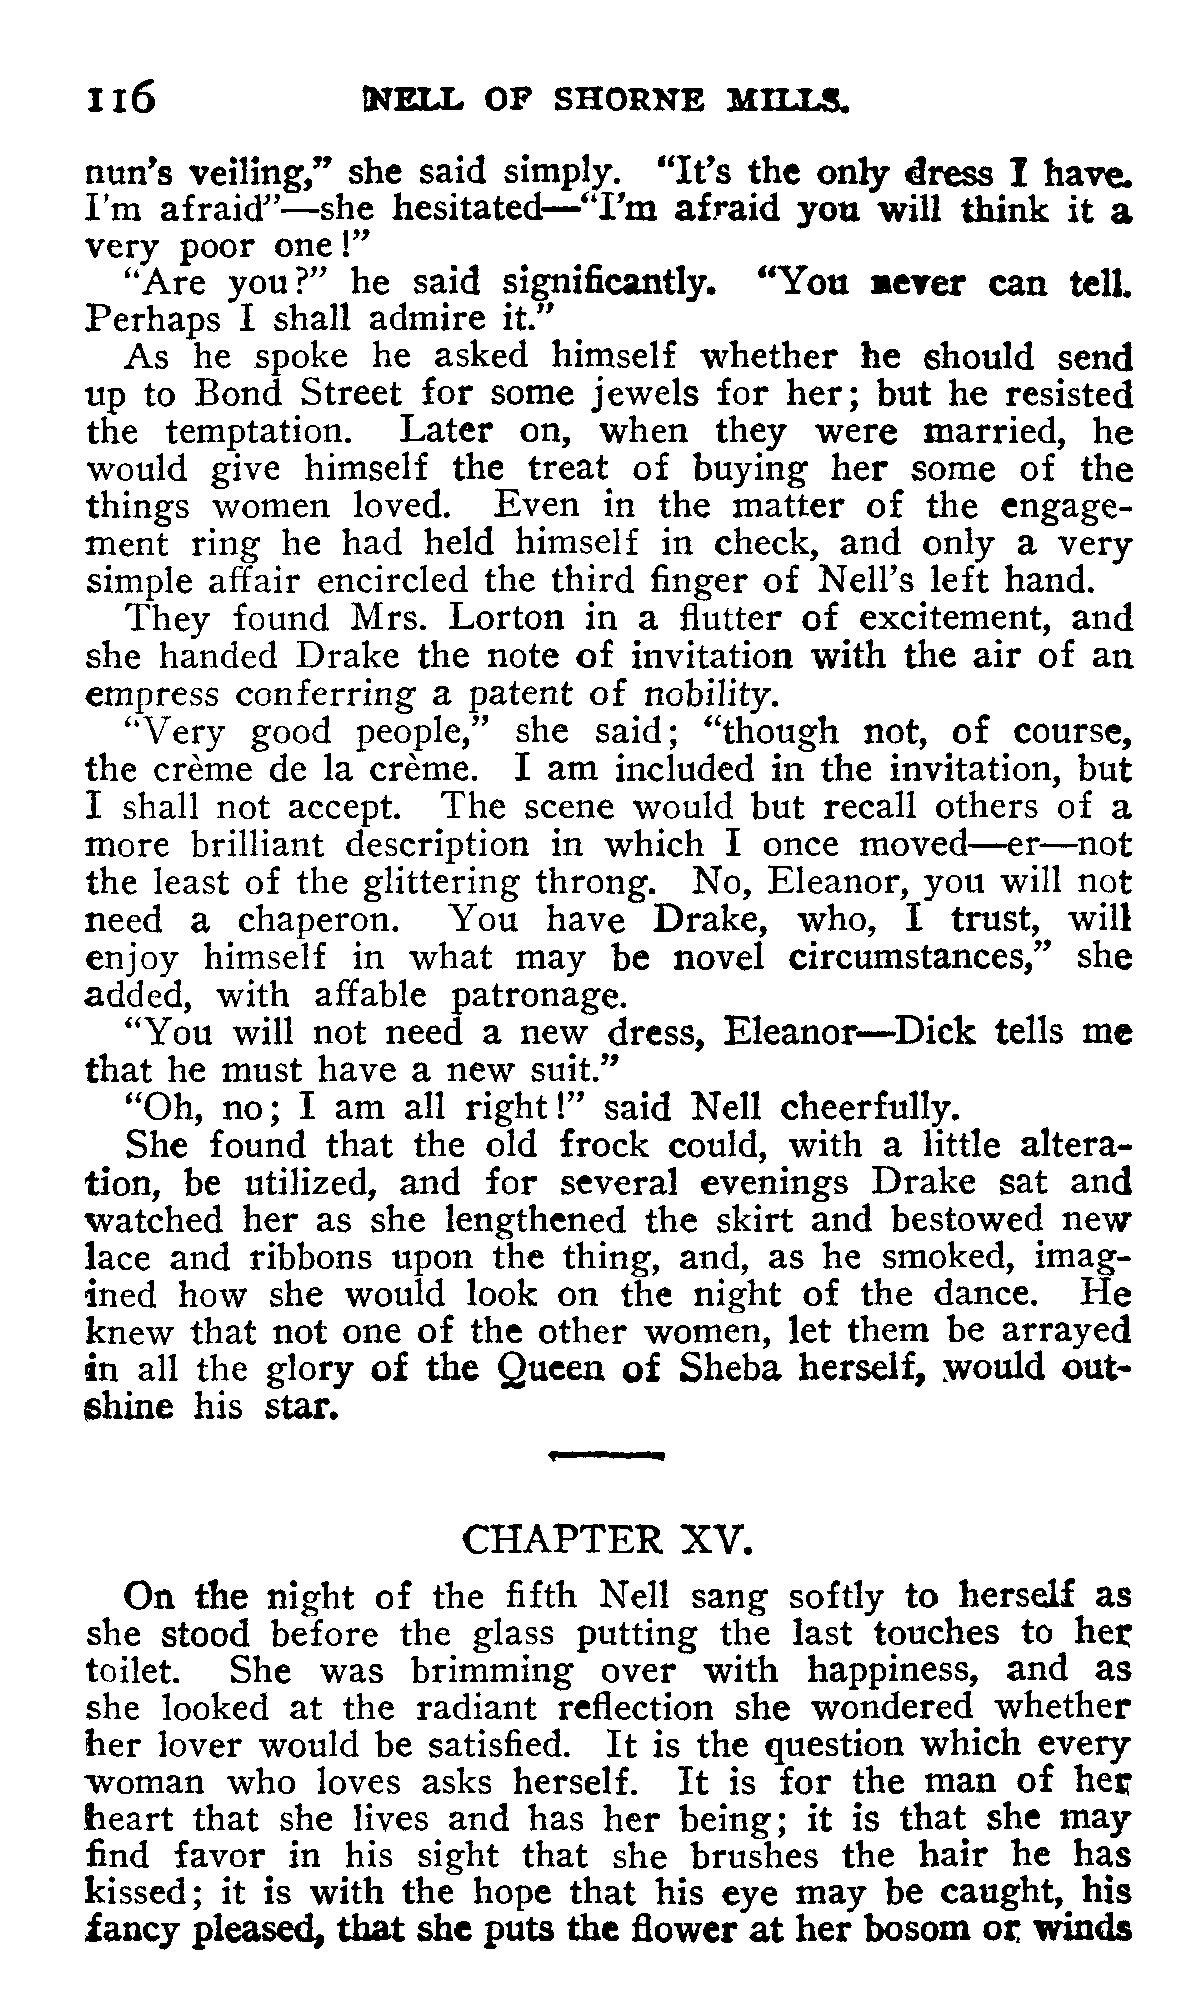 116 NELL OF SHORNE MILLS.
nun's veiling," she said simply. "It's the only dress I have.
I'm afraid"—she hesitated—"I'm afraid you will think it a
very poor one!"
"Are you?" he said significantly. "You never can tell.
Perhaps I shall admire it."
As he spoke he asked himself whether he should send
up to Bond Street for some jewels for her; but he resisted
the temptation. Later on, when they were married, he
would give himself the treat of buying her some of the
things women loved. Even in the matter of the engage-
ment ring he had held himself in check, and only a very
simple affair encircled the third finger of Nell's left hand.
They found Mrs. Lorton in a flutter of excitement, and
she handed Drake the note of invitation with the air of an
empress conferring a patent of nobility.
"Very good people," she said; "though not, of course,
the crème de la crème. I am included in the invitation, but
I shall not accept. The scene would but recall others of a
more brilliant description in which I once moved—er—not
the least of the glittering throng. No, Eleanor, you will not
need a chaperon. You have Drake, who, I trust, will
enjoy himself in what may be novel circumstances," she
added, with affable patronage.
"You will not need a new dress, Eleanor—Dick tells me
that he must have a new suit."
"Oh, no; I am all right!" said Nell cheerfully.
She found that the old frock could, with a little altera-
tion, be utilized, and for several evenings Drake sat and
watched her as she lengthened the skirt and bestowed new
lace and ribbons upon the thing, and, as he smoked, imag-
ined how she would look on the night of the dance. He
knew that not one of the other women, let them be arrayed
in all the glory of the Queen of Sheba herself, would out-
shine his star.
CHAPTER XV.
On the night of the fifth Nell sang softly to herself as
she stood before the glass putting the last touches to her
toilet. She was brimming over with happiness, and as
she looked at the radiant reflection she wondered whether
her lover would be satisfied. It is the question which every
woman who loves asks herself. It is for the man of her
heart that she lives and has her being; it is that she may
find favor in his sight that she brushes the hair he has
kissed; it is with the hope that his eye may be caught, his
fancy pleased, that she puts the flower at her bosom or winds